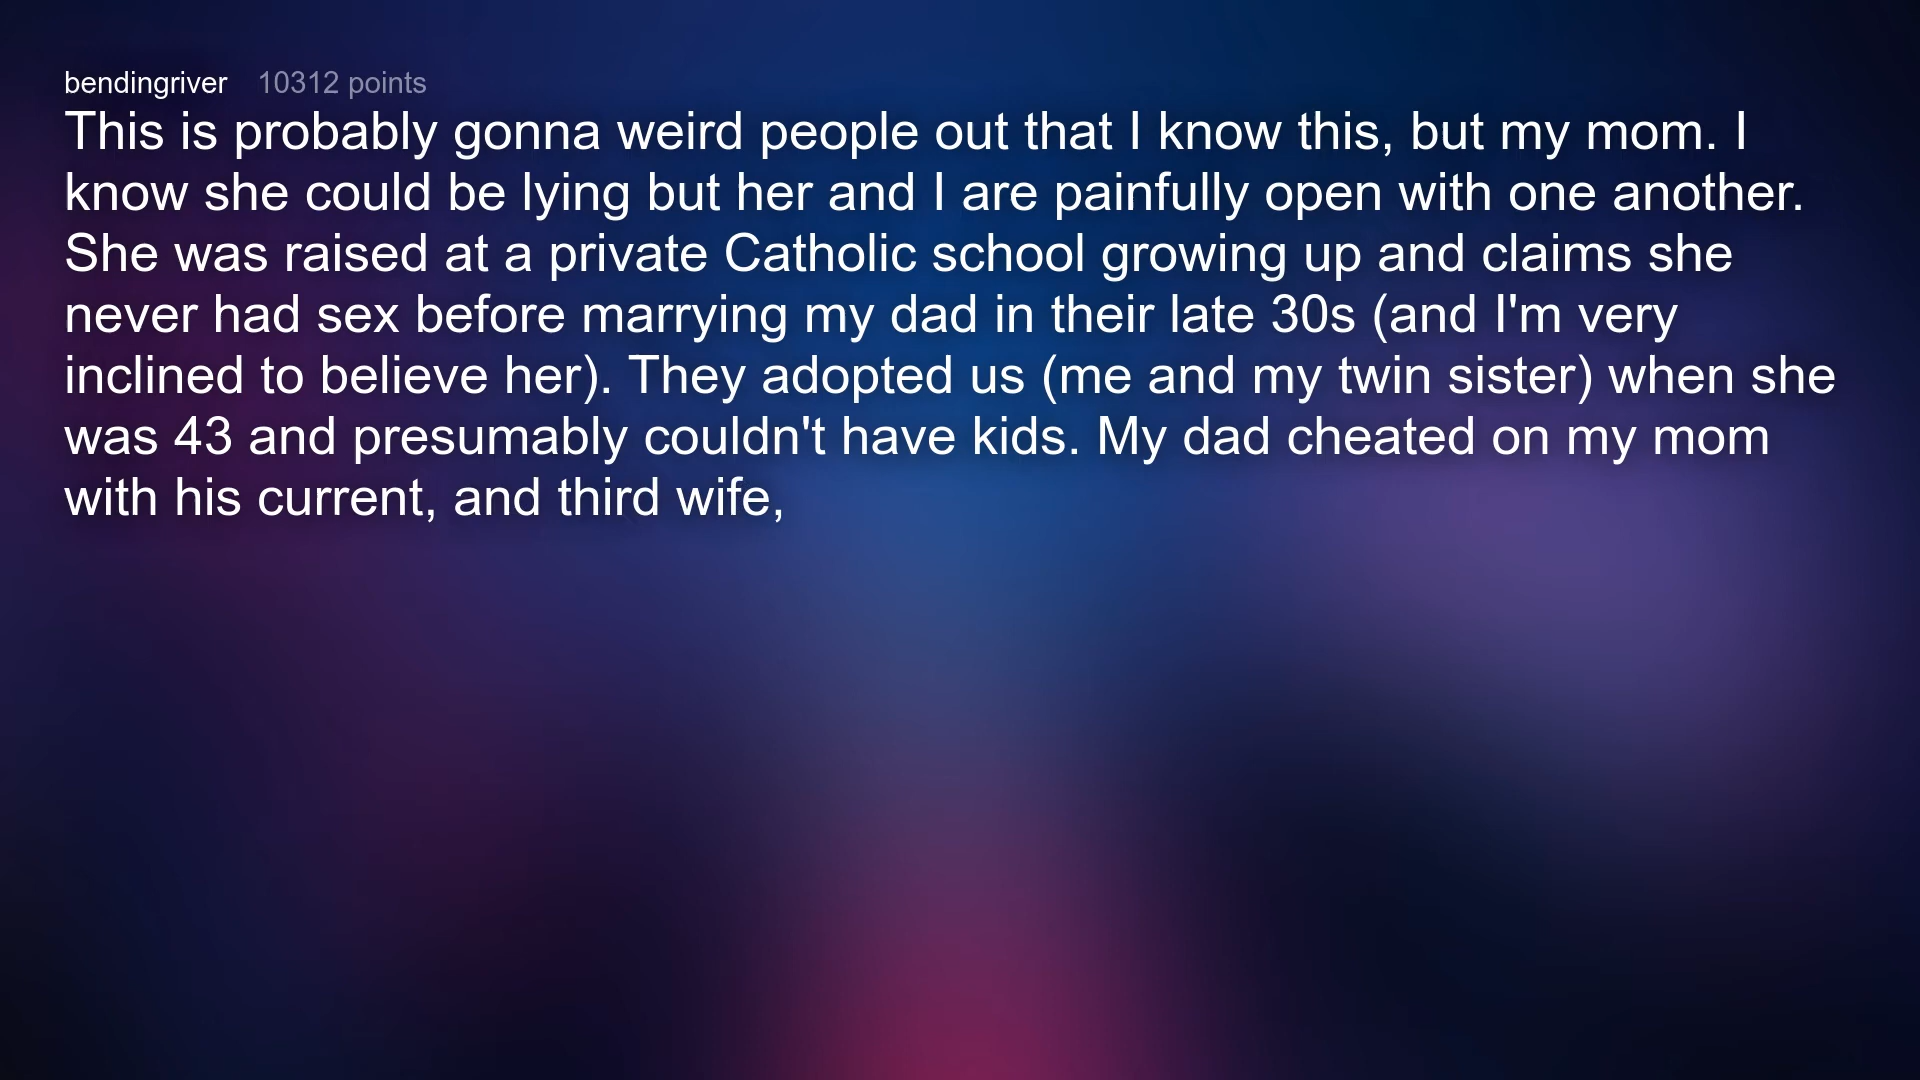 bendingriver 10312 points
This is probably gonna weird people out that I know this, but my mom. I
know she could be lying but her and I are painfully open with one another.
She was raised at a private Catholic school growing up and claims she
never had sex before marrying my dad in their late 30s (and I'm very
inclined to believe her). They adopted us (me and my twin sister) when she
was 43 and presumably couldn't have kids. My dad cheated on my mom
with his current, and third wife,